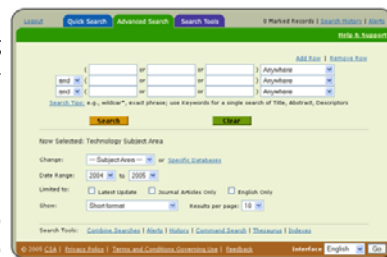 Logout Quick Search Advanced Search Search Tools 0 Marked Records | Search History | Alerts
Help & Support
Add Row | Remove Row
( or or ) Anywhere
and ( or or ) Anywhere
and ( or or ) Anywhere
Search Tips: e.g., wildcar*, exact phrase; use Keywords for a single search of Title, Abstract, Descriptors
Search Clear
Now Selected: Technology Subject Area
Change: --- Subject Area --- or Specific Databases
Date Range: 2004 to 2005
Limited to: Latest Update Journal Articles Only English Only
Show: Short format Results per page: 10
Search Tools: Combine Searches | Alerts | History | Command Search | Thesaurus | Indexes
© 2005 CSA | Privacy Policy | Terms and Conditions Governing Use | Feedback Interface English Go